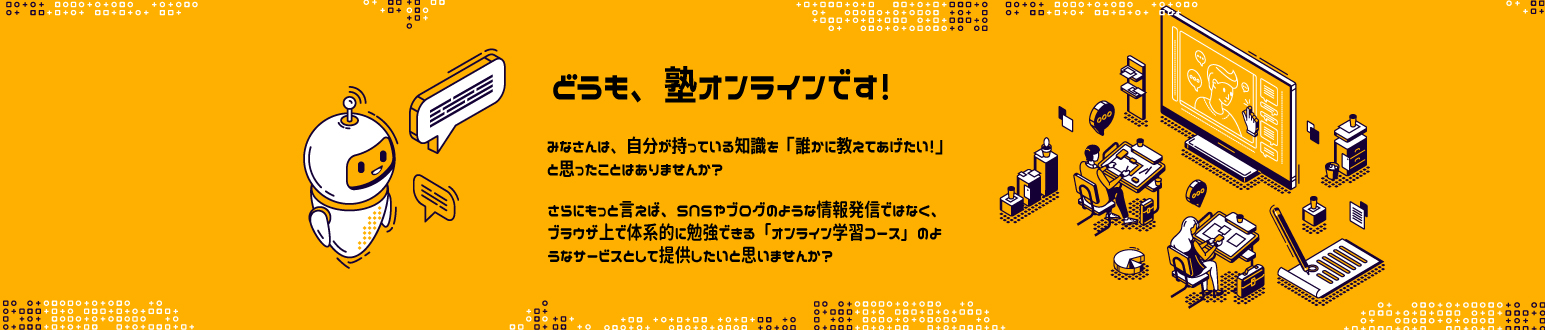 どうも、塾オンラインです!
みなさんは、自分が持っている知識を「誰かに教えてあげたい!」
と思ったことはありませんか?
さらにもっと言えば、SNSやブログのような情報発信ではなく、
ブラウザ上で体系的に勉強できる「オンライン学習コース」のよ
うなサービスとして提供したいと思いませんか?